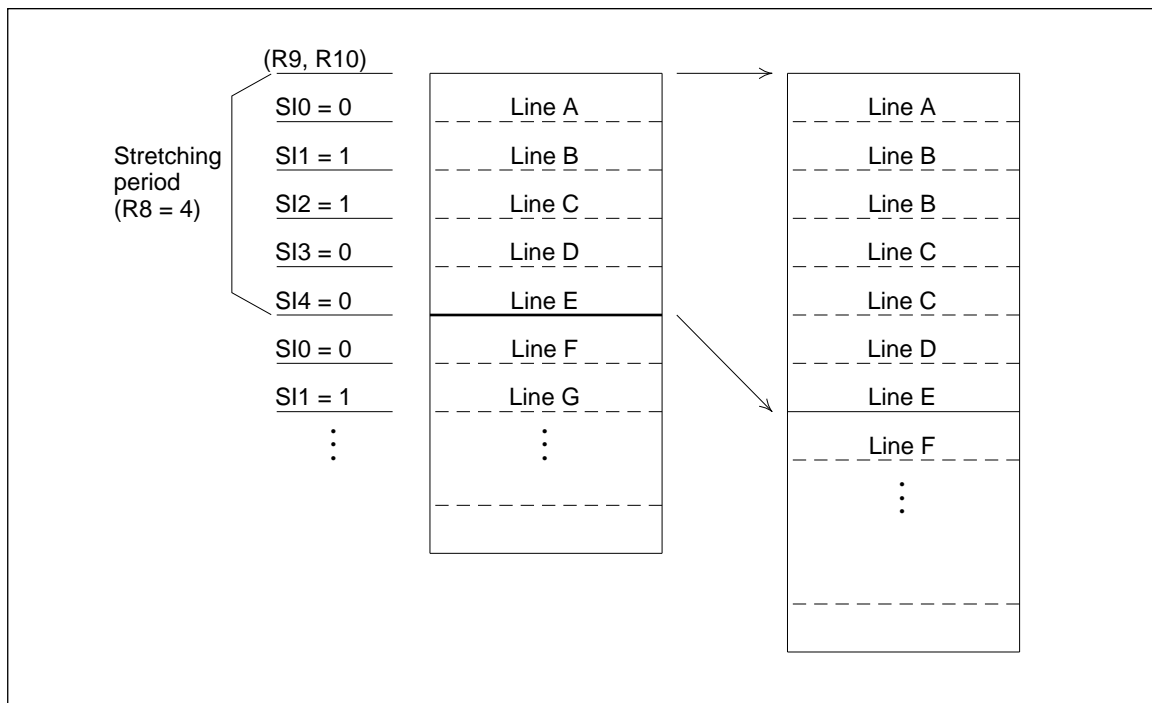 (R9, R10)
SI0 = 0
SI1 = 1
SI2 = 1
SI3 = 0
SI4 = 0
SI0 = 0
SI1 = 1
Stretching
period
(R8 = 4)
Line A
Line B
Line C
Line D
Line E
Line F
Line G
Line A
Line B
Line B
Line C
Line C
Line D
Line E
Line F